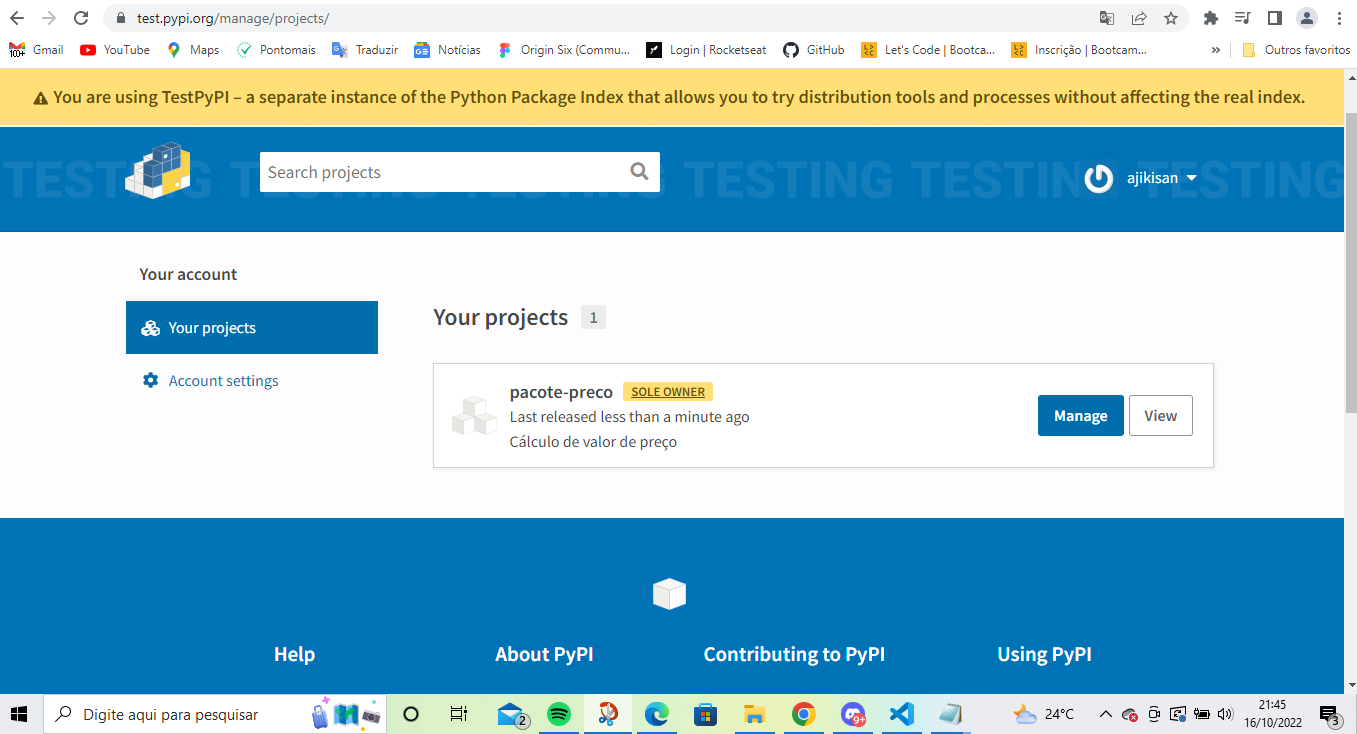 test.pypi.org/manage/projects/
Gmail YouTube Maps Pontomais Traduzir Notícias Origin Six (Commu... Login | Rocketseat GitHub Let's Code | Bootca... Inscrição | Bootcam... » Outros favoritos
You are using TestPyPI – a separate instance of the Python Package Index that allows you to try distribution tools and processes without affecting the real index.
TESTING TESTING TESTING TESTING TESTING TESTING
Search projects
ajikisan
Your account
Your projects
Account settings
Your projects 1
pacote-preco SOLE OWNER
Last released less than a minute ago
Cálculo de valor de preço
Manage View
Help About PyPI Contributing to PyPI Using PyPI
Digite aqui para pesquisar
2
9+
24°C
21:45
16/10/2022
3